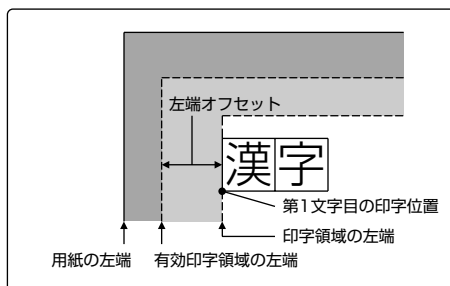 左端オフセット
漢字
第1文字目の印字位置
印字領域の左端
用紙の左端
有効印字領域の左端